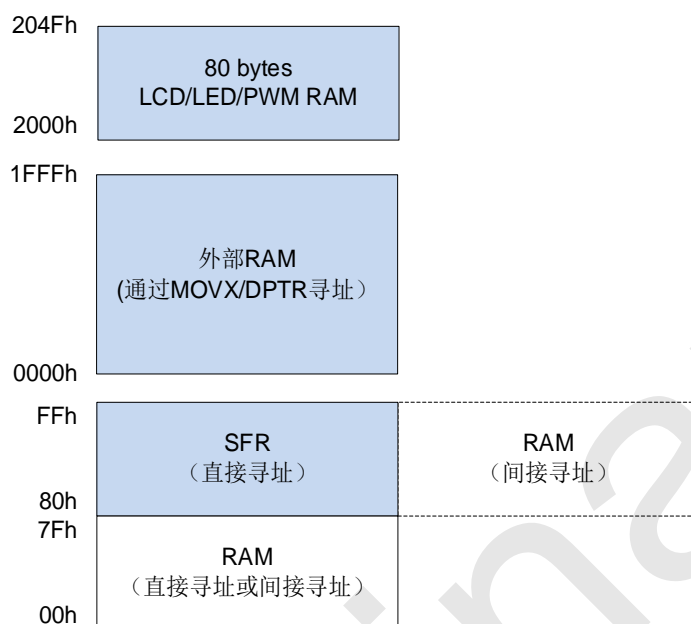 204Fh
80 bytes
LCD/LED/PWM RAM
2000h
1FFFh
外部RAM
(通过MOVX/DPTR寻址）
0000h
FFh
SFR
（直接寻址）
RAM
（间接寻址）
80h
7Fh
RAM
（直接寻址或间接寻址）
00h